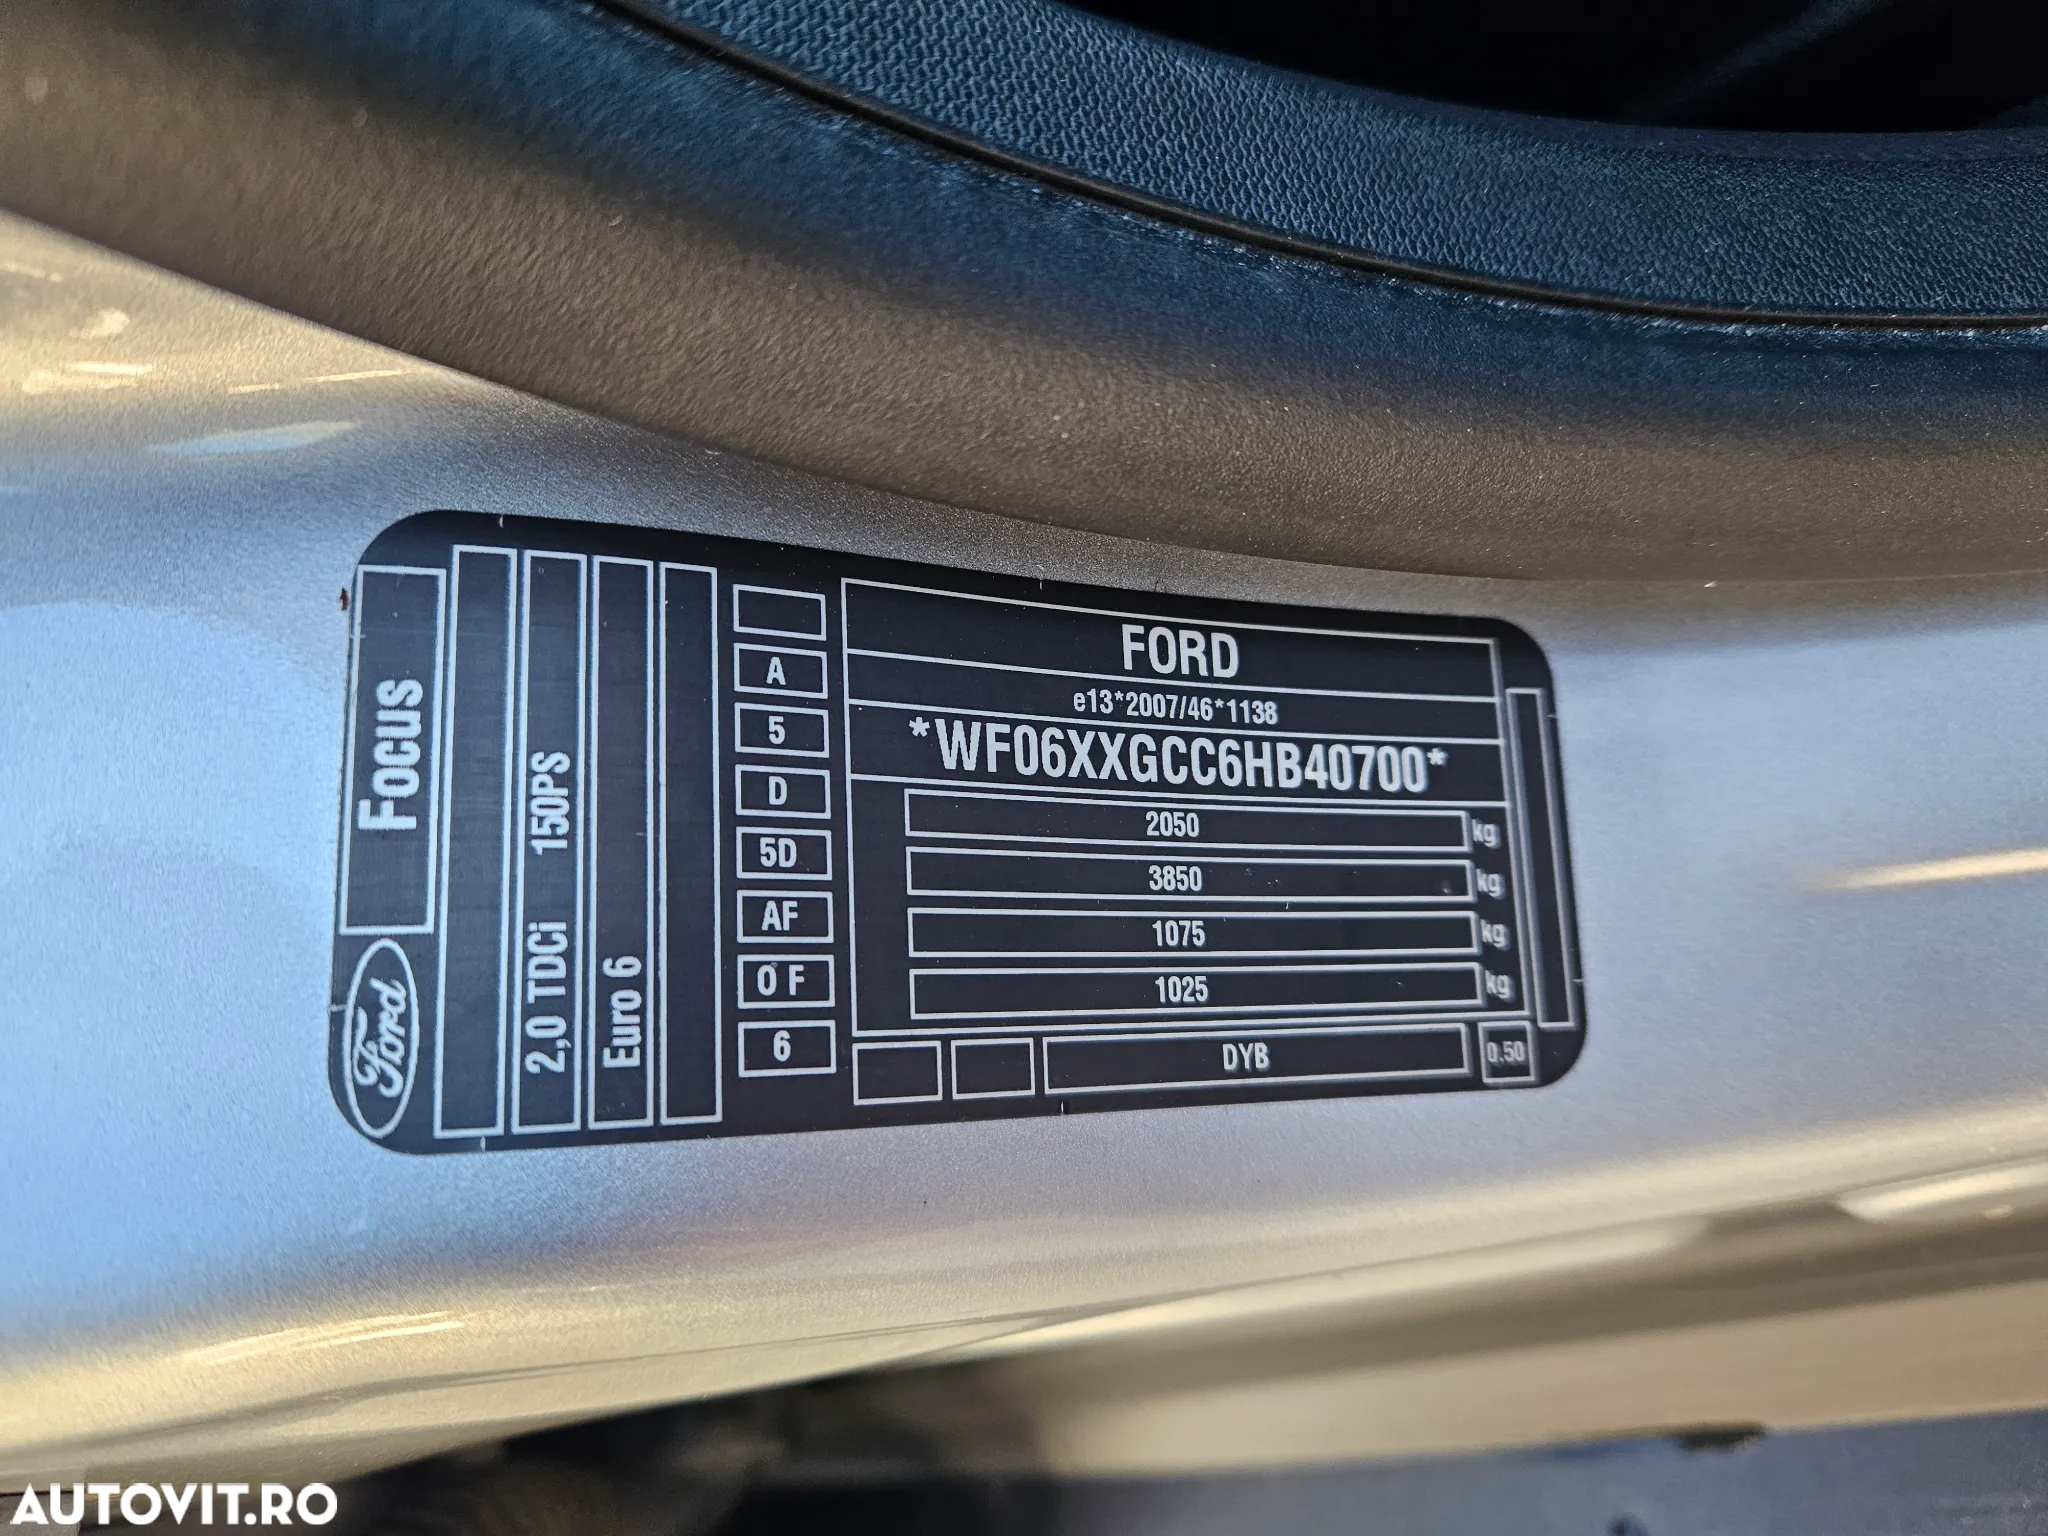 Focus
Ford
2,0 TDCi 150PS
Euro 6
A
5
D
5D
AF
0 F
6
FORD
e13*2007/46*1138
*WF06XXGCC6HB40700*
2050 kg
3850 kg
1075 kg
1025 kg
DYB
0.50
AUTOVIT.RO